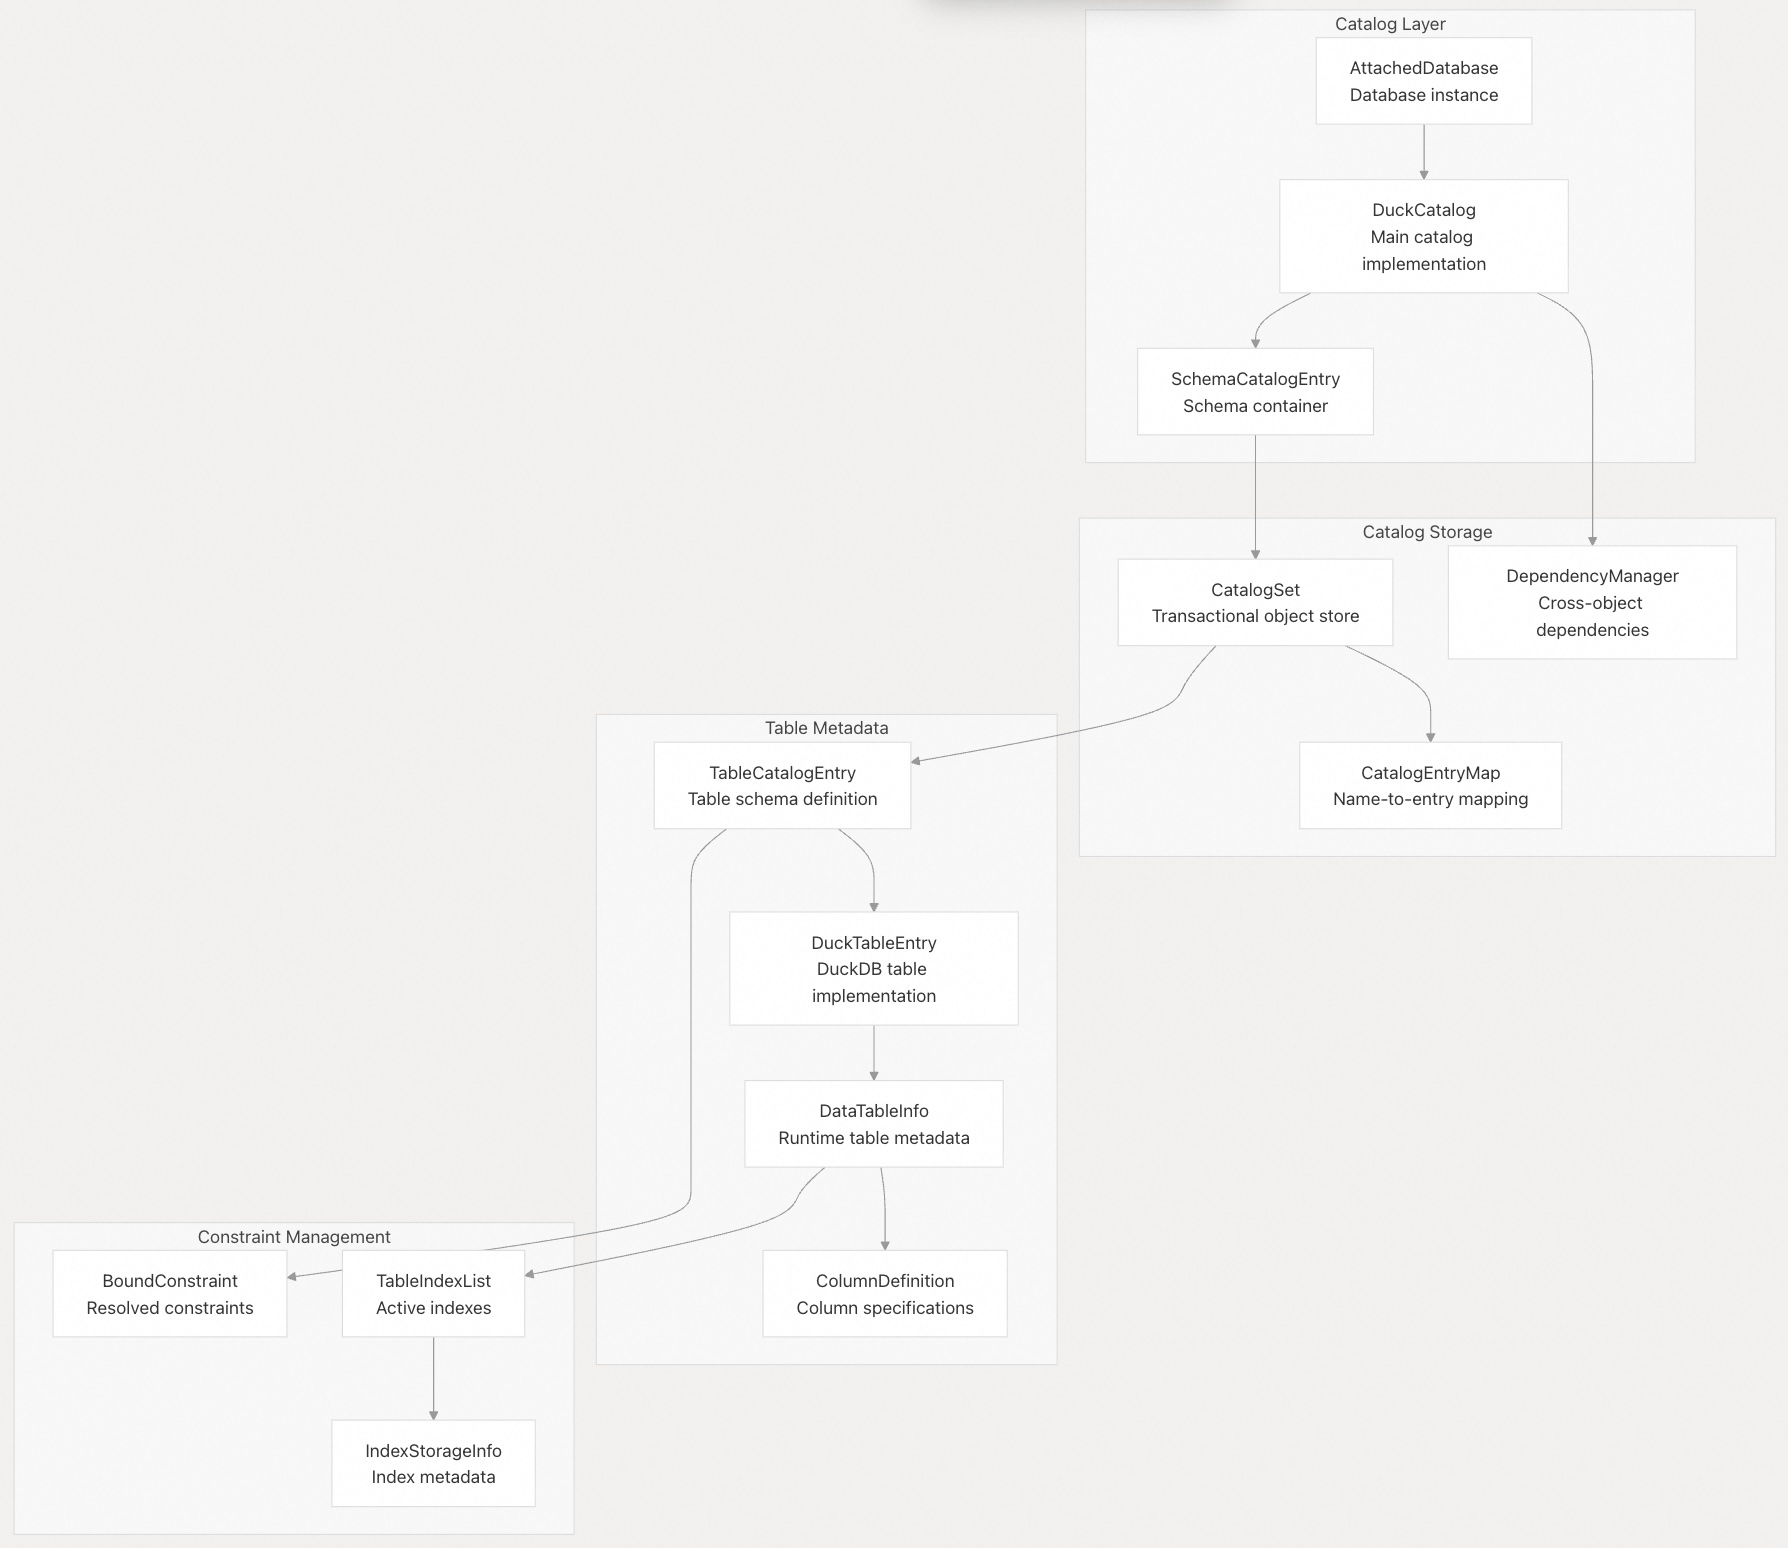 Catalog Layer
AttachedDatabase
Database instance
DuckCatalog
Main catalog
implementation
SchemaCatalogEntry
Schema container
Catalog Storage
CatalogSet
Transactional object store
DependencyManager
Cross-object
dependencies
CatalogEntryMap
Name-to-entry mapping
Table Metadata
TableCatalogEntry
Table schema definition
DuckTableEntry
DuckDB table
implementation
DataTableInfo
Runtime table metadata
ColumnDefinition
Column specifications
Constraint Management
BoundConstraint
Resolved constraints
TableIndexList
Active indexes
IndexStorageInfo
Index metadata